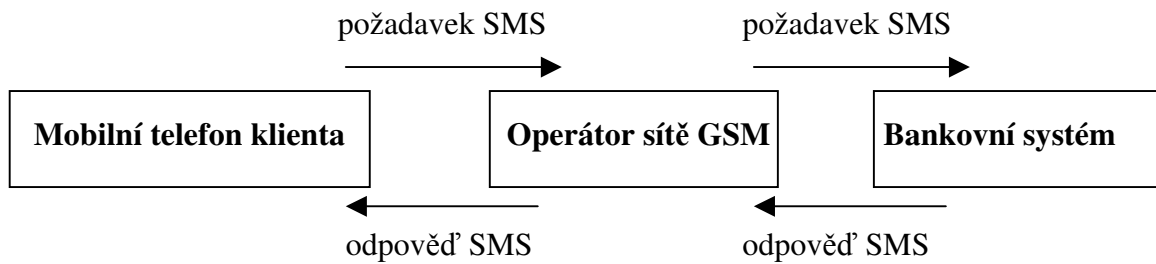 požadavek SMS požadavek SMS
Mobilní telefon klienta Operátor sítě GSM Bankovní systém
odpověď SMS odpověď SMS